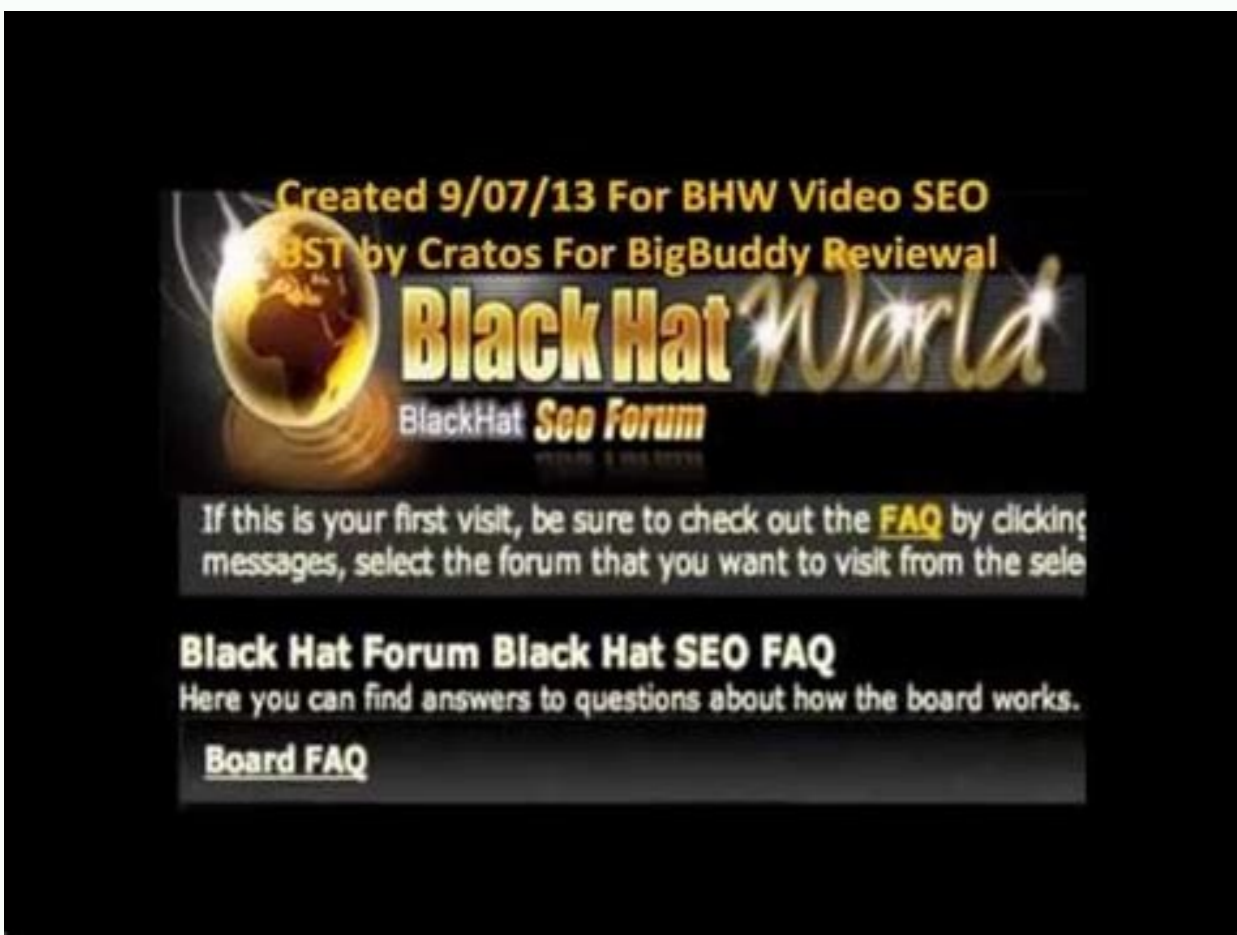 Created 9/07/13 For BHW Video SEO
BST by Cratos For BigBuddy Reviewal
Black Hat World
BlackHat Seo Forum
If this is your first visit, be sure to check out the FAQ by clicking
messages, select the forum that you want to visit from the sele
Black Hat Forum Black Hat SEO FAQ
Here you can find answers to questions about how the board works.
Board FAQ